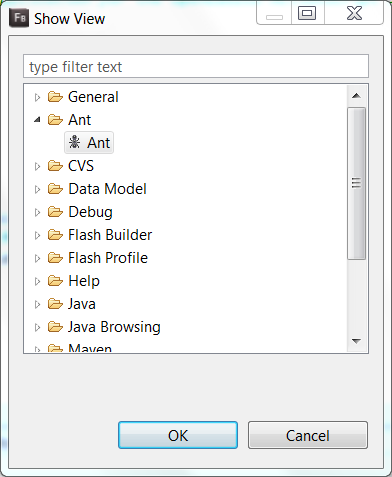 FB Show View
type filter text
General
Ant
Ant
CVS
Data Model
Debug
Flash Builder
Flash Profile
Help
Java
Java Browsing
Maven
OK Cancel